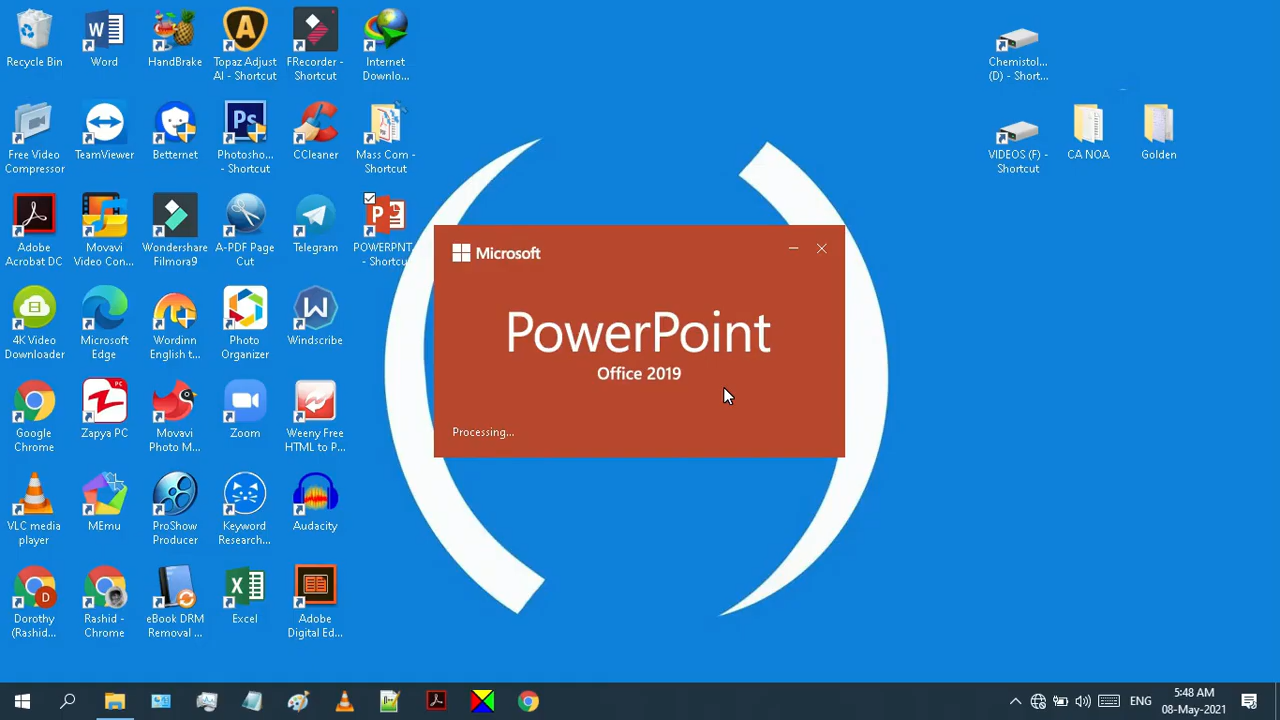 Recycle Bin
Word
HandBrake
Topaz Adjust
AI - Shortcut
FRecorder -
Shortcut
Internet
Downlo...
Free Video
Compressor
TeamViewer
Betternet
Ps
Photosho...
- Shortcut
CCleaner
Mass Com -
Shortcut
Adobe
Acrobat DC
Movavi
Video Con...
Wondershare
Filmora9
A-PDF Page
Cut
Telegram
POWERPNT
- Shortcu
4K Video
Downloader
Microsoft
Edge
Wordinn
English t...
Photo
Organizer
Windscribe
Google
Chrome
PC
Zapya PC
Movavi
Photo M...
Zoom
Weeny Free
HTML to P...
VLC media
player
MEmu
ProShow
Producer
Keyword
Research...
Audacity
D
Dorothy
(Rashid...
Rashid -
Chrome
eBook DRM
Removal ...
Excel
Adobe
Digital Ed...
Microsoft
PowerPoint
Office 2019
Processing...
Chemistol...
(D) - Short...
VIDEOS (F) -
Shortcut
CA NOA
Golden
ENG
5:48 AM
08-May-2021